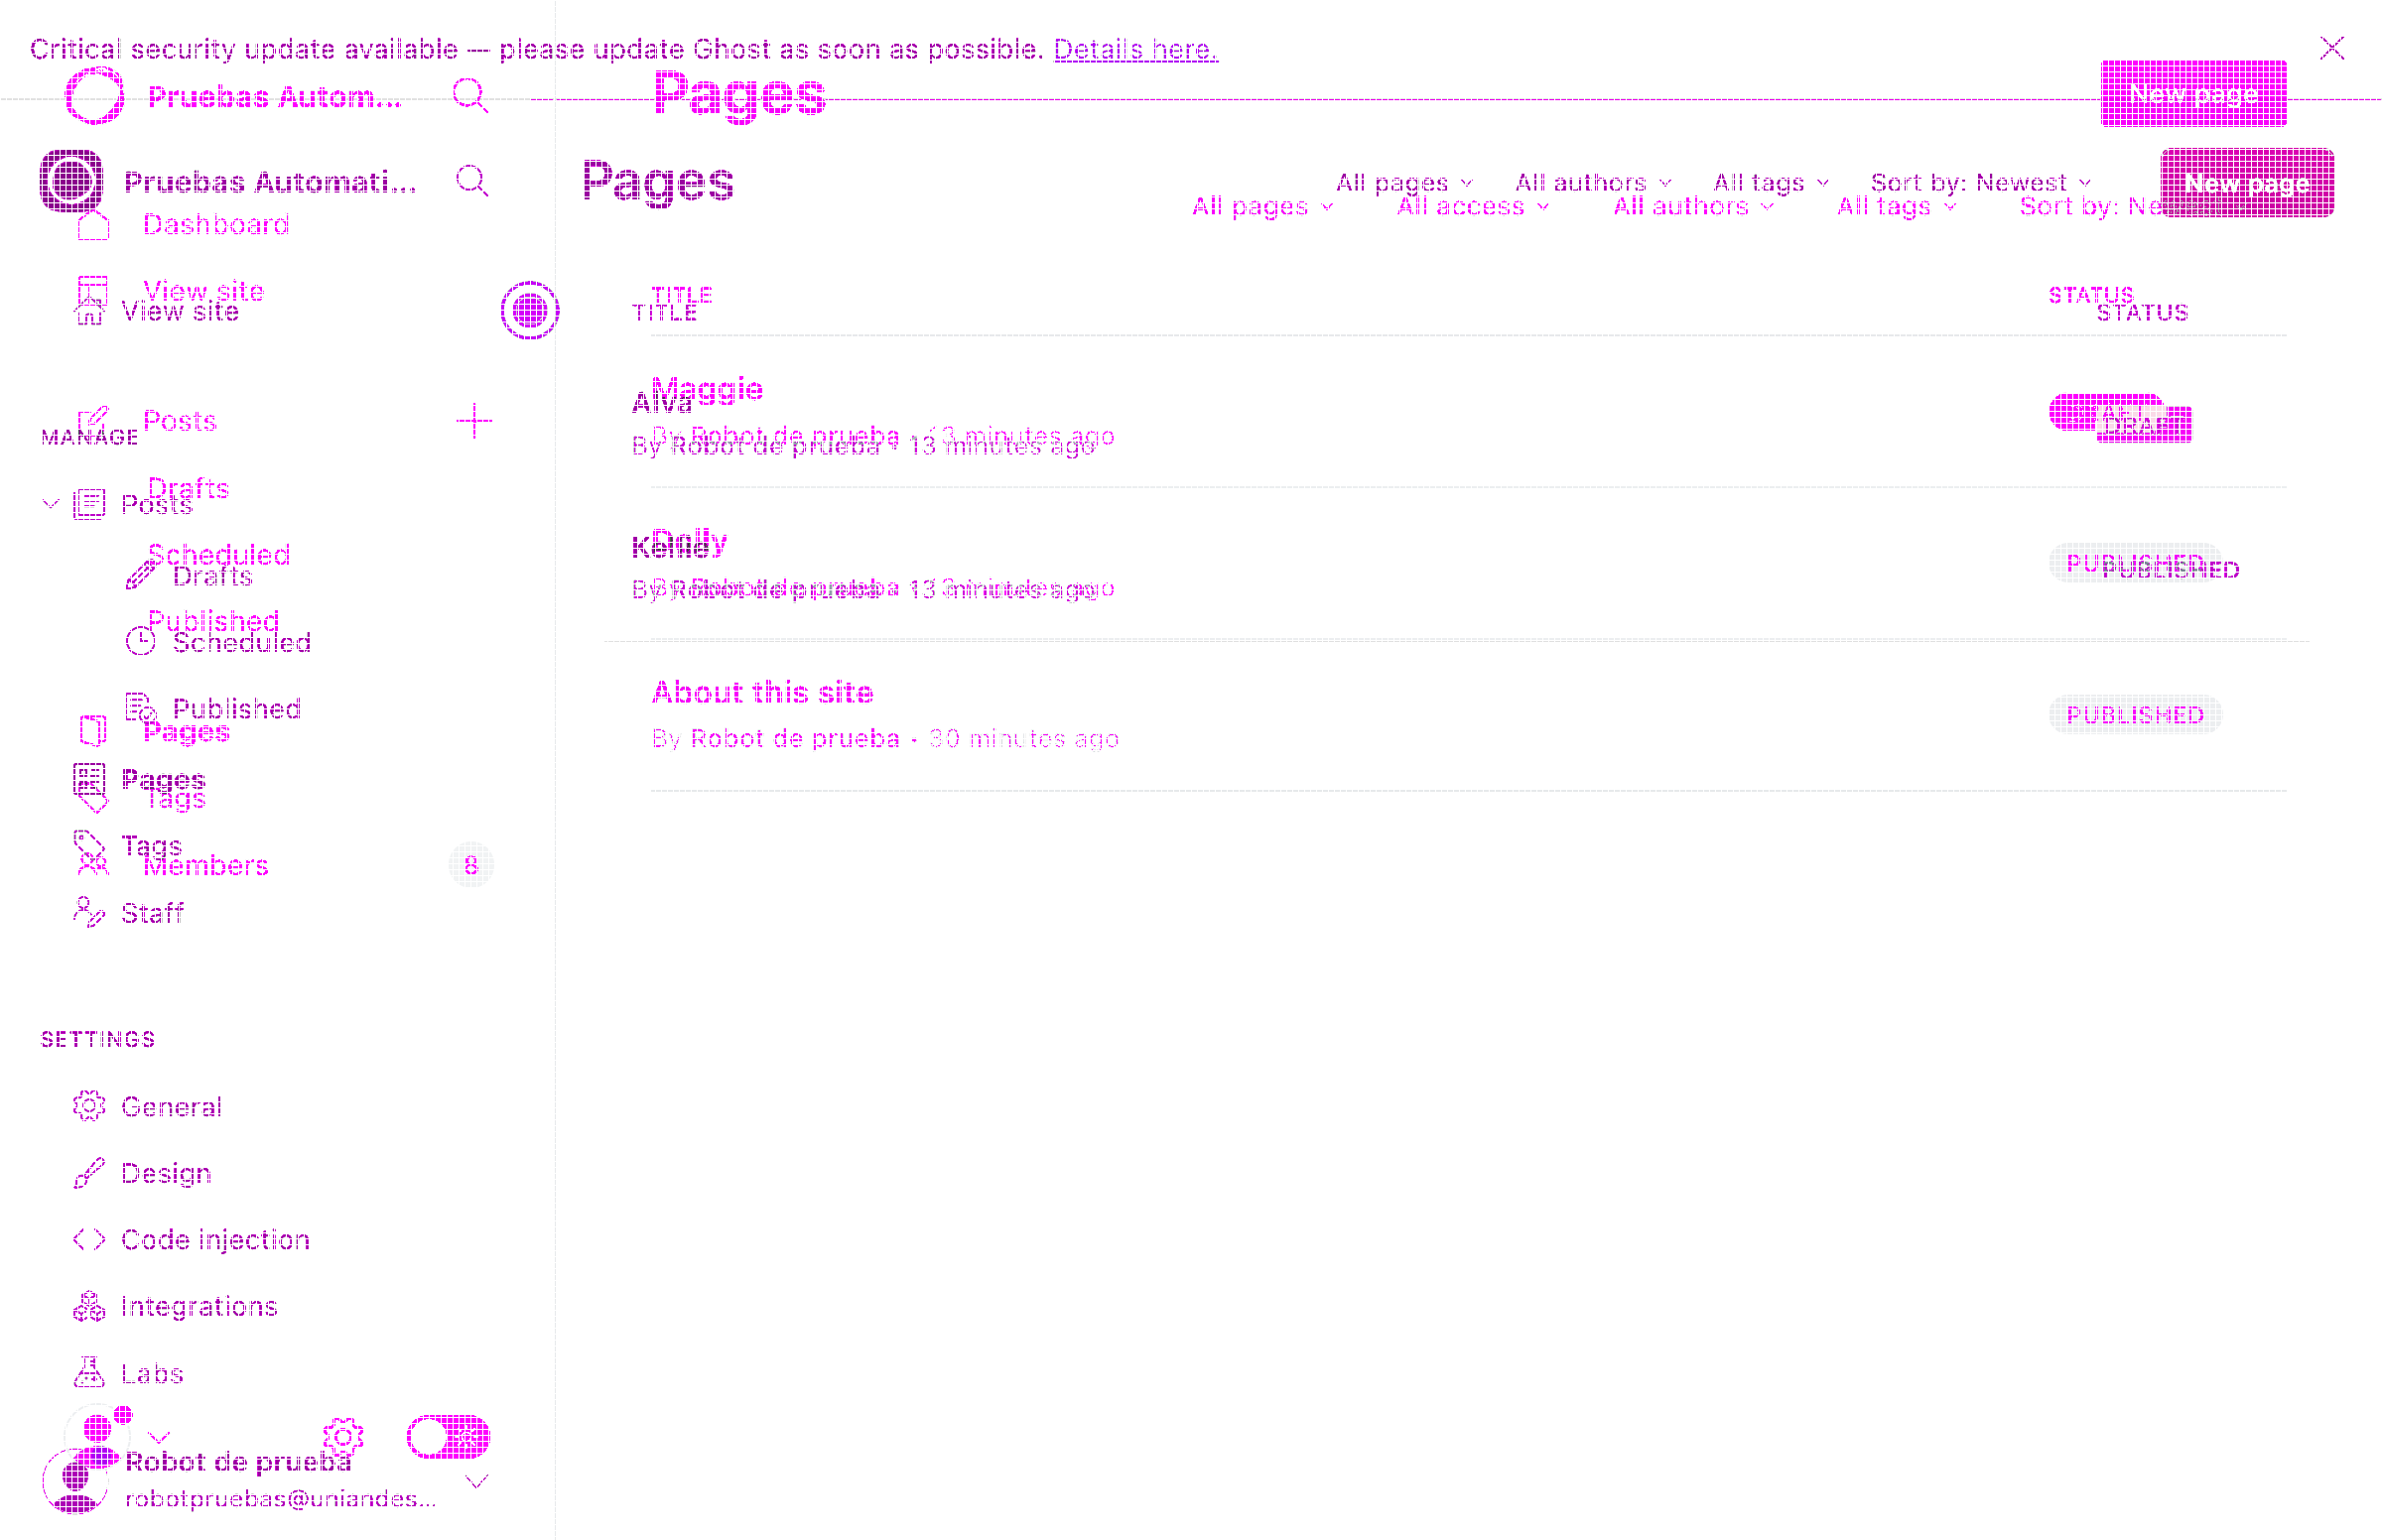 Critical security update available — please update Ghost as soon as possible. Details here.
Pruebas Autom...
Pages
New page
Pruebas Automati...
Pages
All pages
All authors
All tags
Sort by: Newest
New page
All pages
All access
All authors
All tags
Sort by:
Dashboard
View site
View site
TITLE
STATUS
TITLE
STATUS
Maggie
Posts
MANAGE
By Robot de prueba • 13 minutes ago
By Robot de prueba • 13 minutes ago
DRAFT
Drafts
Posts
Scheduled
Drafts
By Robot de prueba • 13 minutes ago
By Robot de prueba • 13 minutes ago
PUBLISHED
PUBLISHED
Published
Scheduled
About this site
By Robot de prueba • 30 minutes ago
PUBLISHED
Published
Pages
Pages
Tags
Tags
Members
8
Staff
SETTINGS
General
Design
Code injection
Integrations
Labs
Robot de prueba
robotpruebas@uniandes...